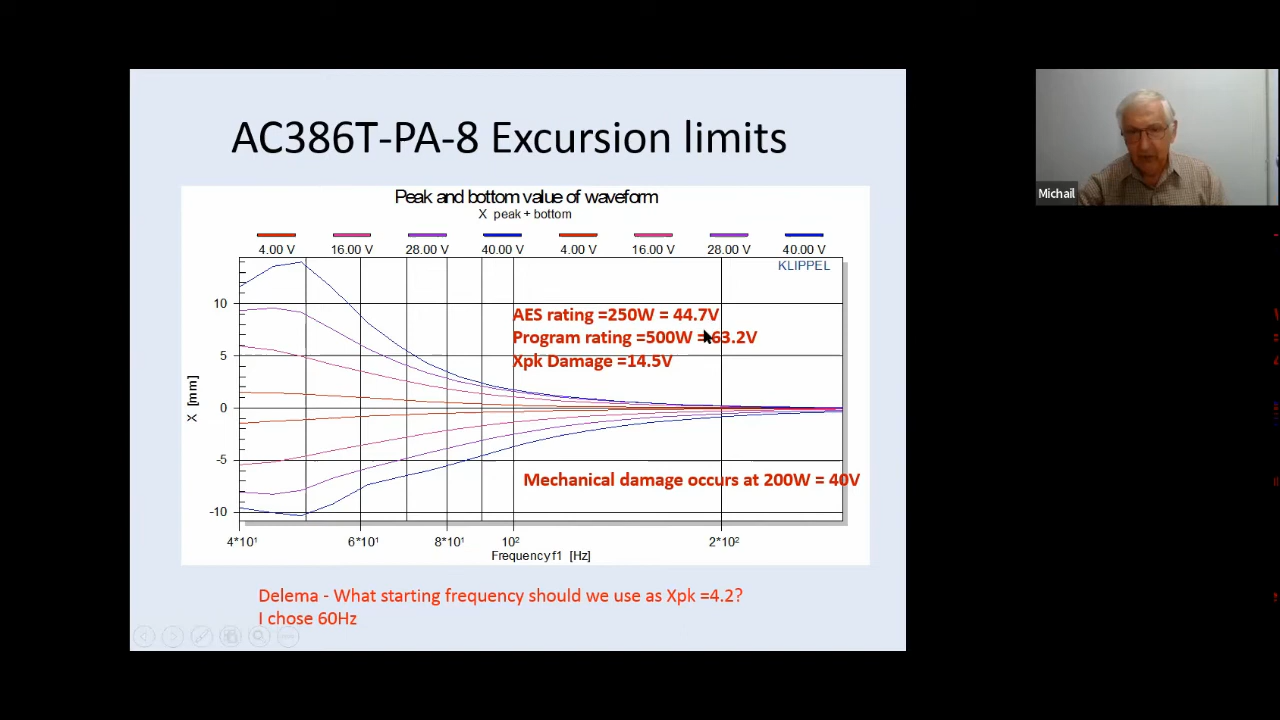 AC386T-PA-8 Excursion limits
Peak and bottom value of waveform
X peak + bottom
4.00 V 16.00 V 28.00 V 40.00 V 4.00 V 16.00 V 28.00 V 40.00 V
KLIPPEL
10
5
0
-5
-10
X [mm]
AES rating =250W = 44.7V
Program rating =500W = 63.2V
Xpk Damage =14.5V
Mechanical damage occurs at 200W = 40V
4*10¹ 6*10¹ 8*10¹ 10² 2*10²
Frequency f1 [Hz]
Delema - What starting frequency should we use as Xpk =4.2?
I chose 60Hz
Michail